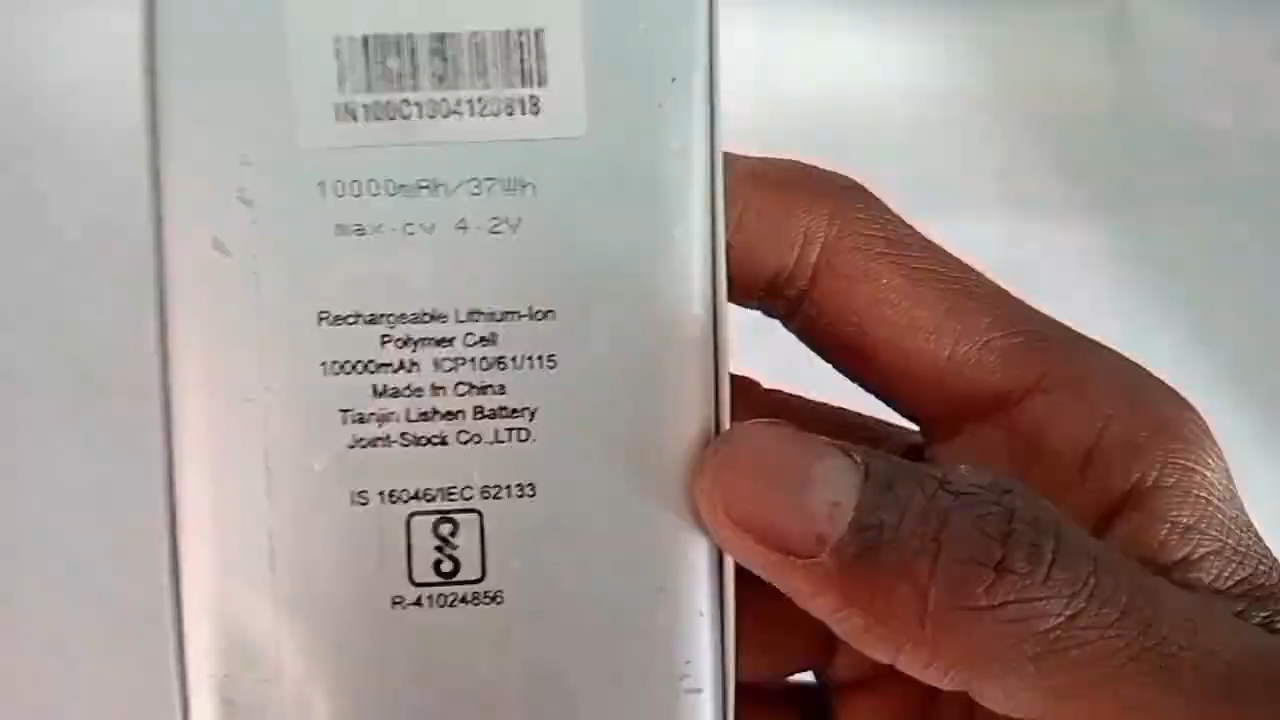 10000mAh/37Wh
max.cv 4.2V
Rechargeable Lithium-Ion
Polymer Cell
10000mAh ICP10/61/115
Made In China
Tianjin Lishen Battery
Joint-Stock Co.,LTD.
IS 16046/IEC 62133
R-41024856